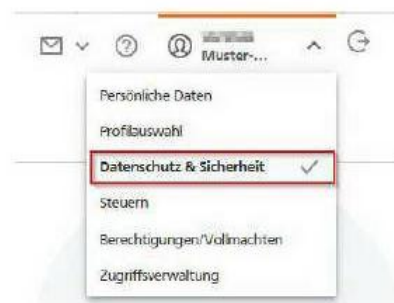 Muster-...
Persönliche Daten
Profilauswahl
Datenschutz & Sicherheit
Steuern
Berechtigungen/Vollmachten
Zugriffsverwaltung